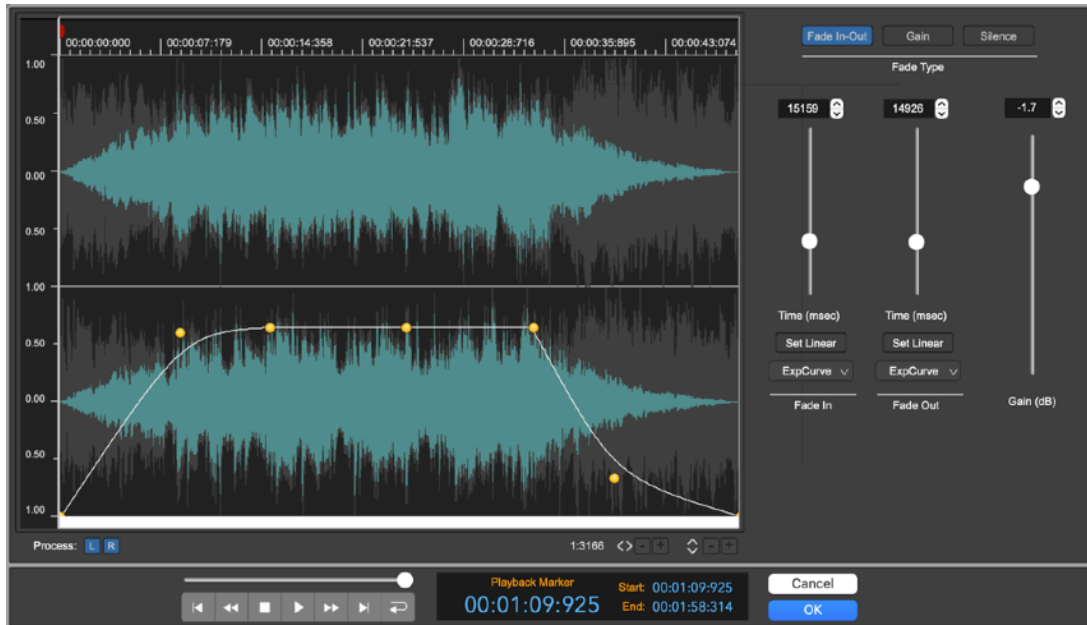 00:00:00:000 00:00:07:179 00:00:14:358 00:00:21:537 00:00:28:716 00:00:35:895 00:00:43:074
Fade In-Out Gain Silence
Fade Type
1.00
0.50
0.00
0.50
1.00
0.50
0.00
0.50
1.00
15159 14926 -1.7
Time (msec) Time (msec)
Set Linear Set Linear
ExpCurve ExpCurve
Fade In Fade Out Gain (dB)
Process: L R 1:3166 <> - + - +
Playback Marker
00:01:09:925
Start: 00:01:09:925
End: 00:01:58:314
Cancel
OK